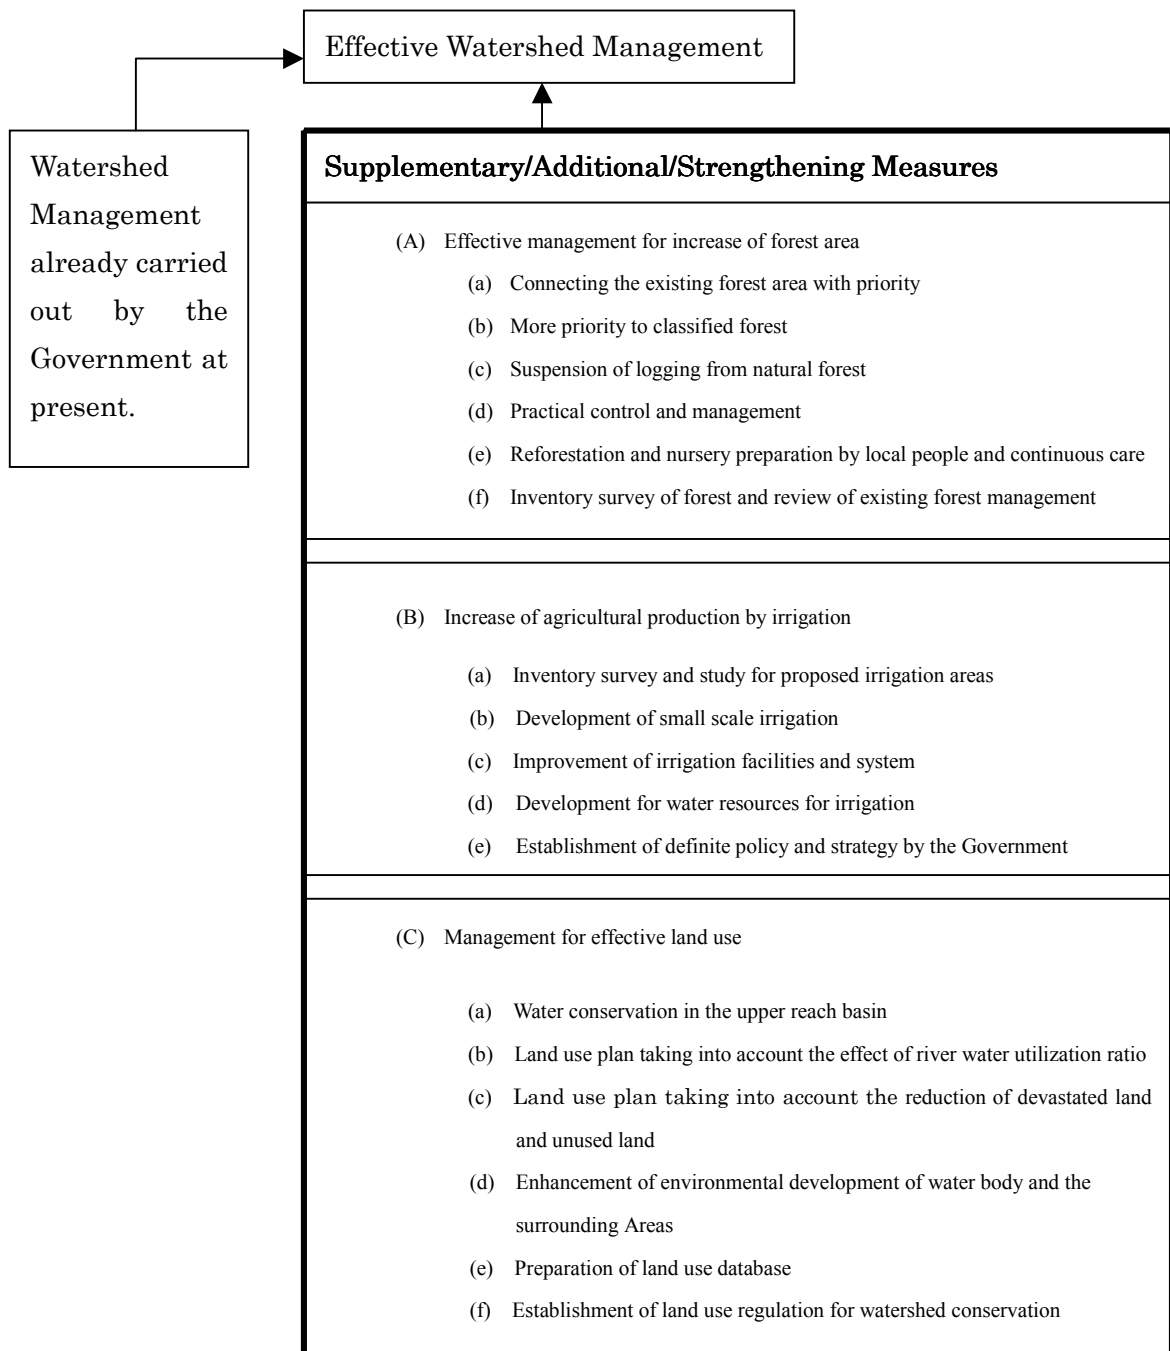 Effective Watershed Management
Watershed
Management
already carried
out by the
Government at
present.
Supplementary/Additional/Strengthening Measures
(A) Effective management for increase of forest area
(a) Connecting the existing forest area with priority
(b) More priority to classified forest
(c) Suspension of logging from natural forest
(d) Practical control and management
(e) Reforestation and nursery preparation by local people and continuous care
(f) Inventory survey of forest and review of existing forest management
(B) Increase of agricultural production by irrigation
(a) Inventory survey and study for proposed irrigation areas
(b) Development of small scale irrigation
(c) Improvement of irrigation facilities and system
(d) Development for water resources for irrigation
(e) Establishment of definite policy and strategy by the Government
(C) Management for effective land use
(a) Water conservation in the upper reach basin
(b) Land use plan taking into account the effect of river water utilization ratio
(c) Land use plan taking into account the reduction of devastated land
and unused land
(d) Enhancement of environmental development of water body and the
surrounding Areas
(e) Preparation of land use database
(f) Establishment of land use regulation for watershed conservation